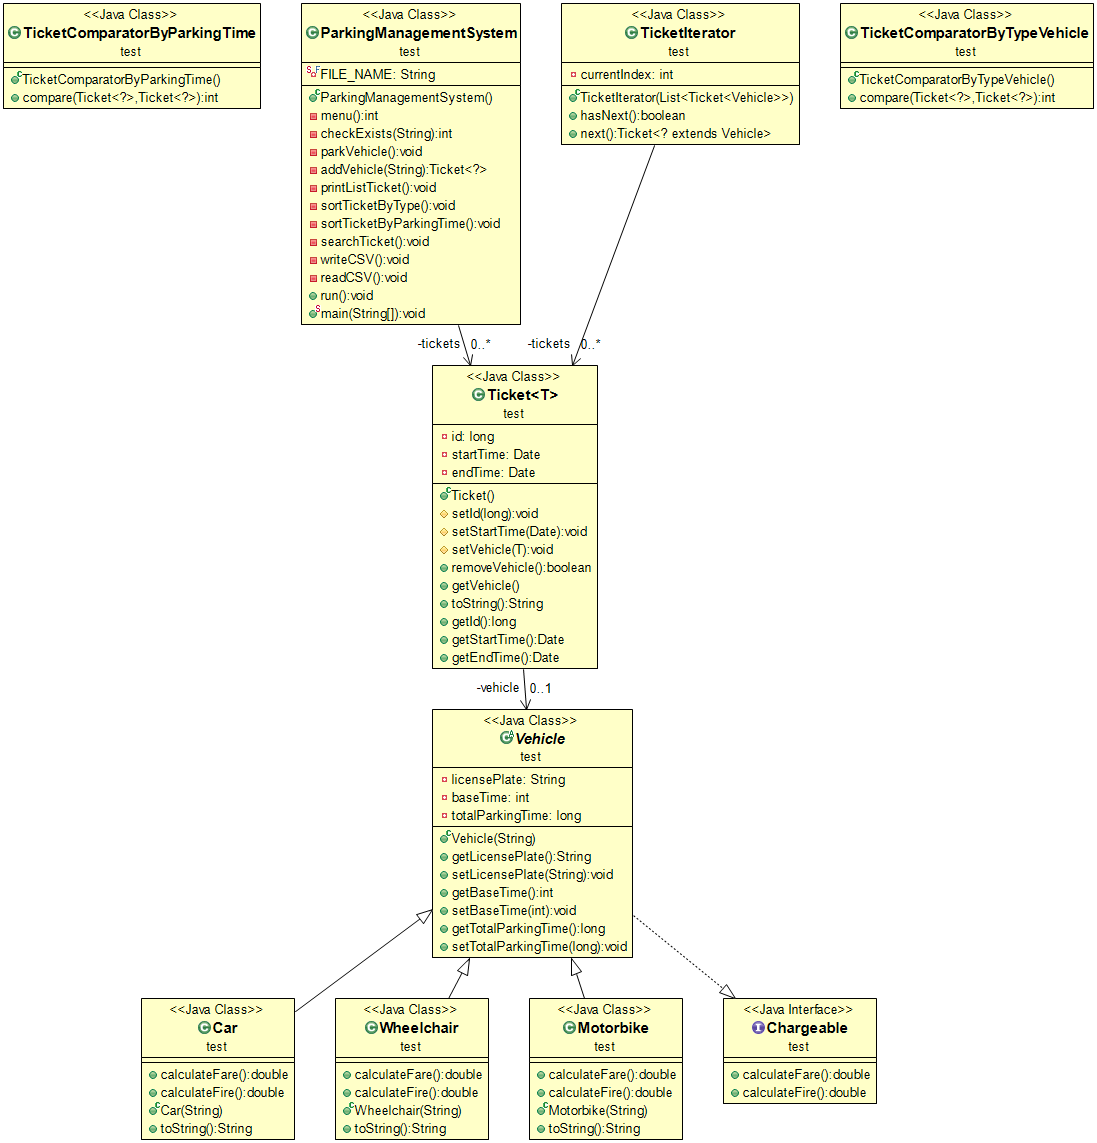 <<Java Class>>
TicketComparatorByParkingTime
test
TicketComparatorByParkingTime()
compare(Ticket<?>,Ticket<?>):int
<<Java Class>>
ParkingManagementSystem
test
FILE_NAME: String
ParkingManagementSystem()
menu():int
checkExists(String):int
parkVehicle():void
addVehicle(String):Ticket<?>
printListTicket():void
sortTicketByType():void
sortTicketByParkingTime():void
searchTicket():void
writeCSV():void
readCSV():void
run():void
main(String[]):void
<<Java Class>>
TicketIterator
test
currentIndex: int
TicketIterator(List<Ticket<Vehicle>>)
hasNext():boolean
next():Ticket<? extends Vehicle>
<<Java Class>>
TicketComparatorByTypeVehicle
test
TicketComparatorByTypeVehicle()
compare(Ticket<?>,Ticket<?>):int
-tickets 0..*
-tickets 0..*
<<Java Class>>
Ticket<T>
test
id: long
startTime: Date
endTime: Date
Ticket()
setId(long):void
setStartTime(Date):void
setVehicle(T):void
removeVehicle():boolean
getVehicle()
toString():String
getId():long
getStartTime():Date
getEndTime():Date
-vehicle 0..1
<<Java Class>>
Vehicle
test
licensePlate: String
baseTime: int
totalParkingTime: long
Vehicle(String)
getLicensePlate():String
setLicensePlate(String):void
getBaseTime():int
setBaseTime(int):void
getTotalParkingTime():long
setTotalParkingTime(long):void
<<Java Class>>
Car
test
calculateFare():double
calculateFire():double
Car(String)
toString():String
<<Java Class>>
Wheelchair
test
calculateFare():double
calculateFire():double
Wheelchair(String)
toString():String
<<Java Class>>
Motorbike
test
calculateFare():double
calculateFire():double
Motorbike(String)
toString():String
<<Java Interface>>
Chargeable
test
calculateFare():double
calculateFire():double